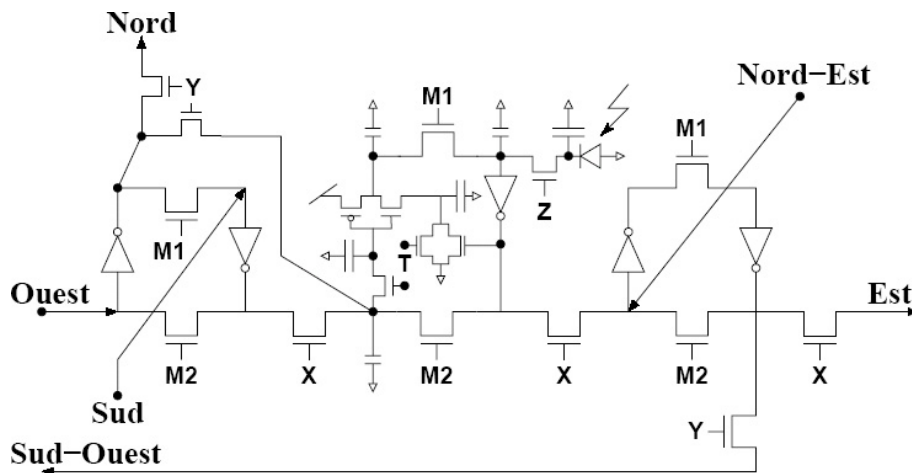 Nord
Y
Nord-Est
M1
M1
Z
M1
T
Ouest
Est
M2
X
M2
X
M2
X
Sud
Y
Sud-Ouest